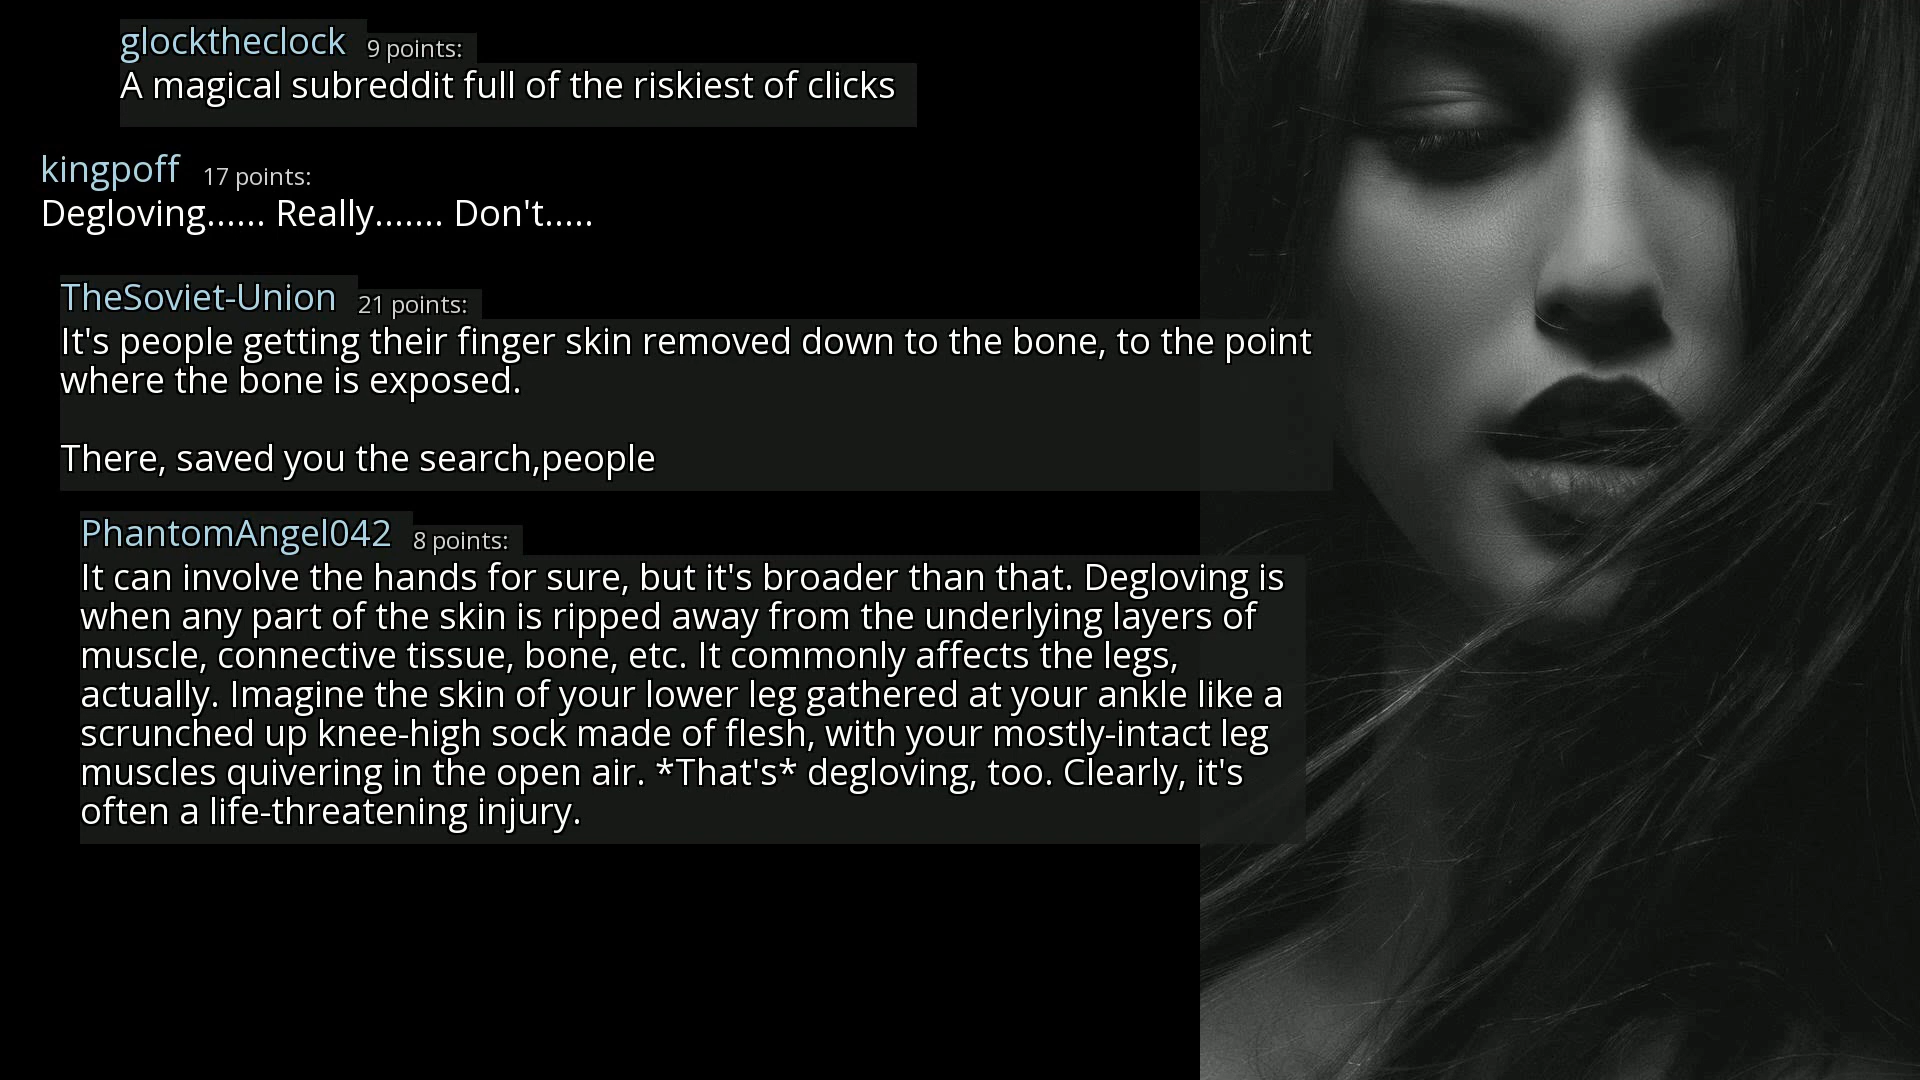 glocktheclock 9 points:
A magical subreddit full of the riskiest of clicks
kingpoff 17 points:
Degloving...... Really....... Don't.....
TheSoviet-Union 21 points:
It's people getting their finger skin removed down to the bone, to the point
where the bone is exposed.
There, saved you the search,people
PhantomAngel042 8 points:
It can involve the hands for sure, but it's broader than that. Degloving is
when any part of the skin is ripped away from the underlying layers of
muscle, connective tissue, bone, etc. It commonly affects the legs,
actually. Imagine the skin of your lower leg gathered at your ankle like a
scrunched up knee-high sock made of flesh, with your mostly-intact leg
muscles quivering in the open air. *That's* degloving, too. Clearly, it's
often a life-threatening injury.